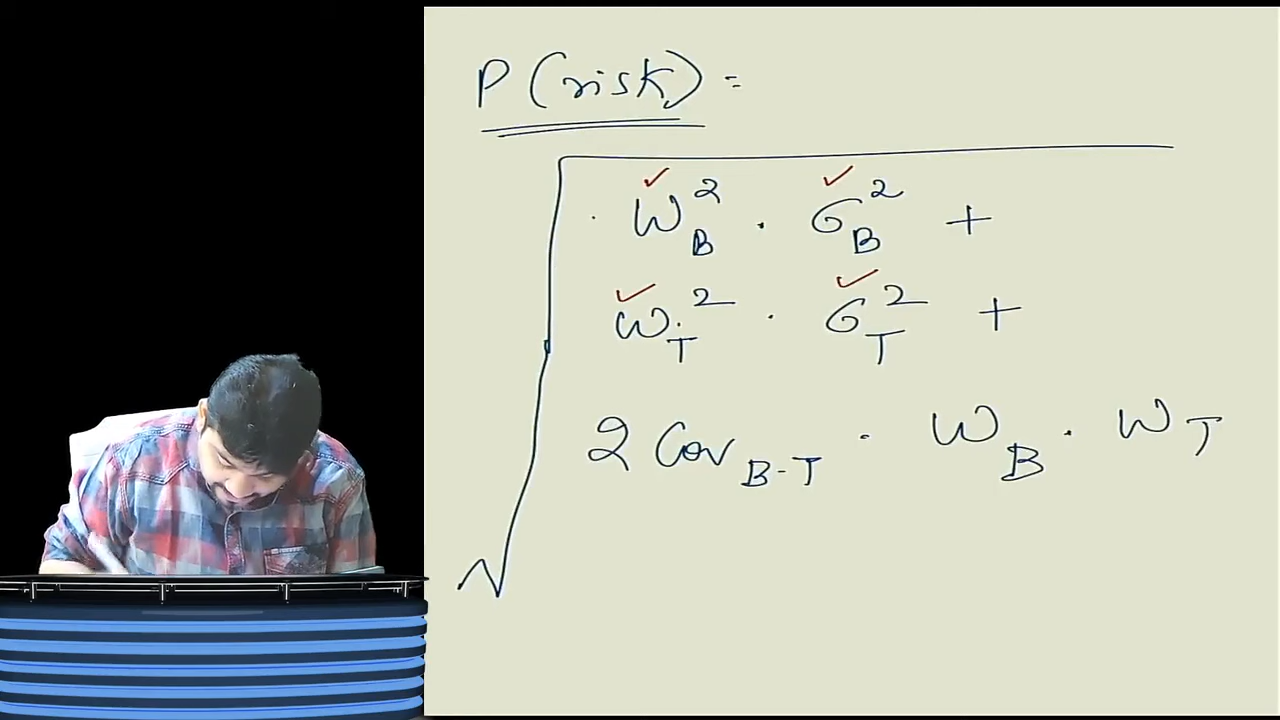 P(risk) =
√ W_B^2 . σ_B^2 +
W_T^2 . σ_T^2 +
2 Cov_B-T . W_B . W_T